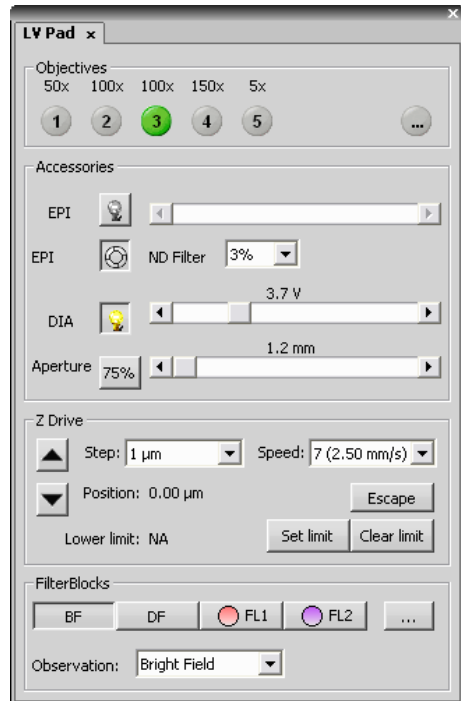 LV Pad x
Objectives
50x 100x 100x 150x 5x
1 2 3 4 5 ...
Accessories
EPI
EPI ND Filter 3%
3.7 V
DIA
1.2 mm
Aperture 75%
Z Drive
Step: 1 µm Speed: 7 (2.50 mm/s)
Position: 0.00 µm Escape
Lower limit: NA Set limit Clear limit
FilterBlocks
BF DF FL1 FL2 ...
Observation: Bright Field